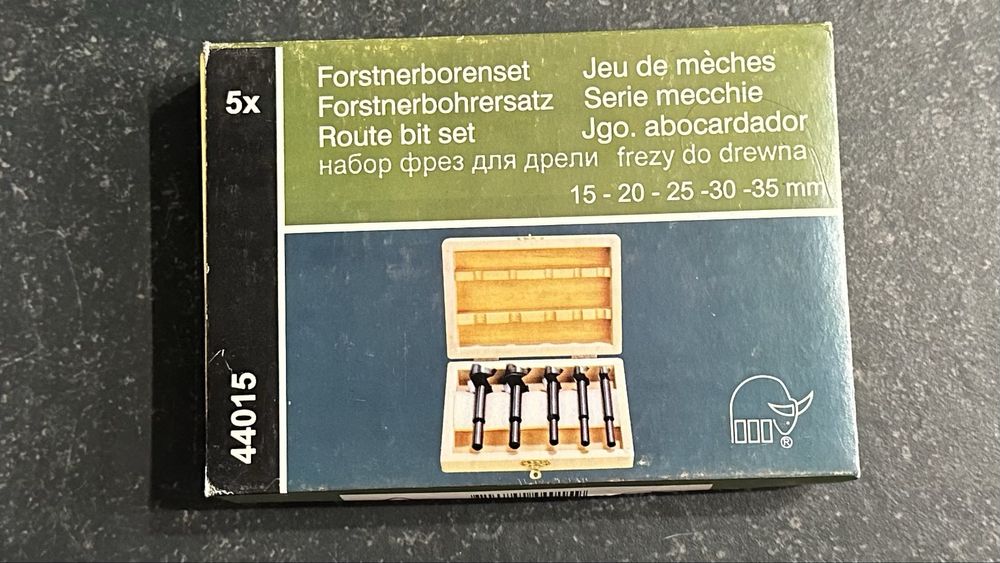 5x
44015
Forstnerborenset
Forstnerbohrersatz
Route bit set
набор фрез для дрели
Jeu de mèches
Serie mecchie
Jgo. abocardador
frezy do drewna
15 - 20 - 25 -30 -35 mm
®